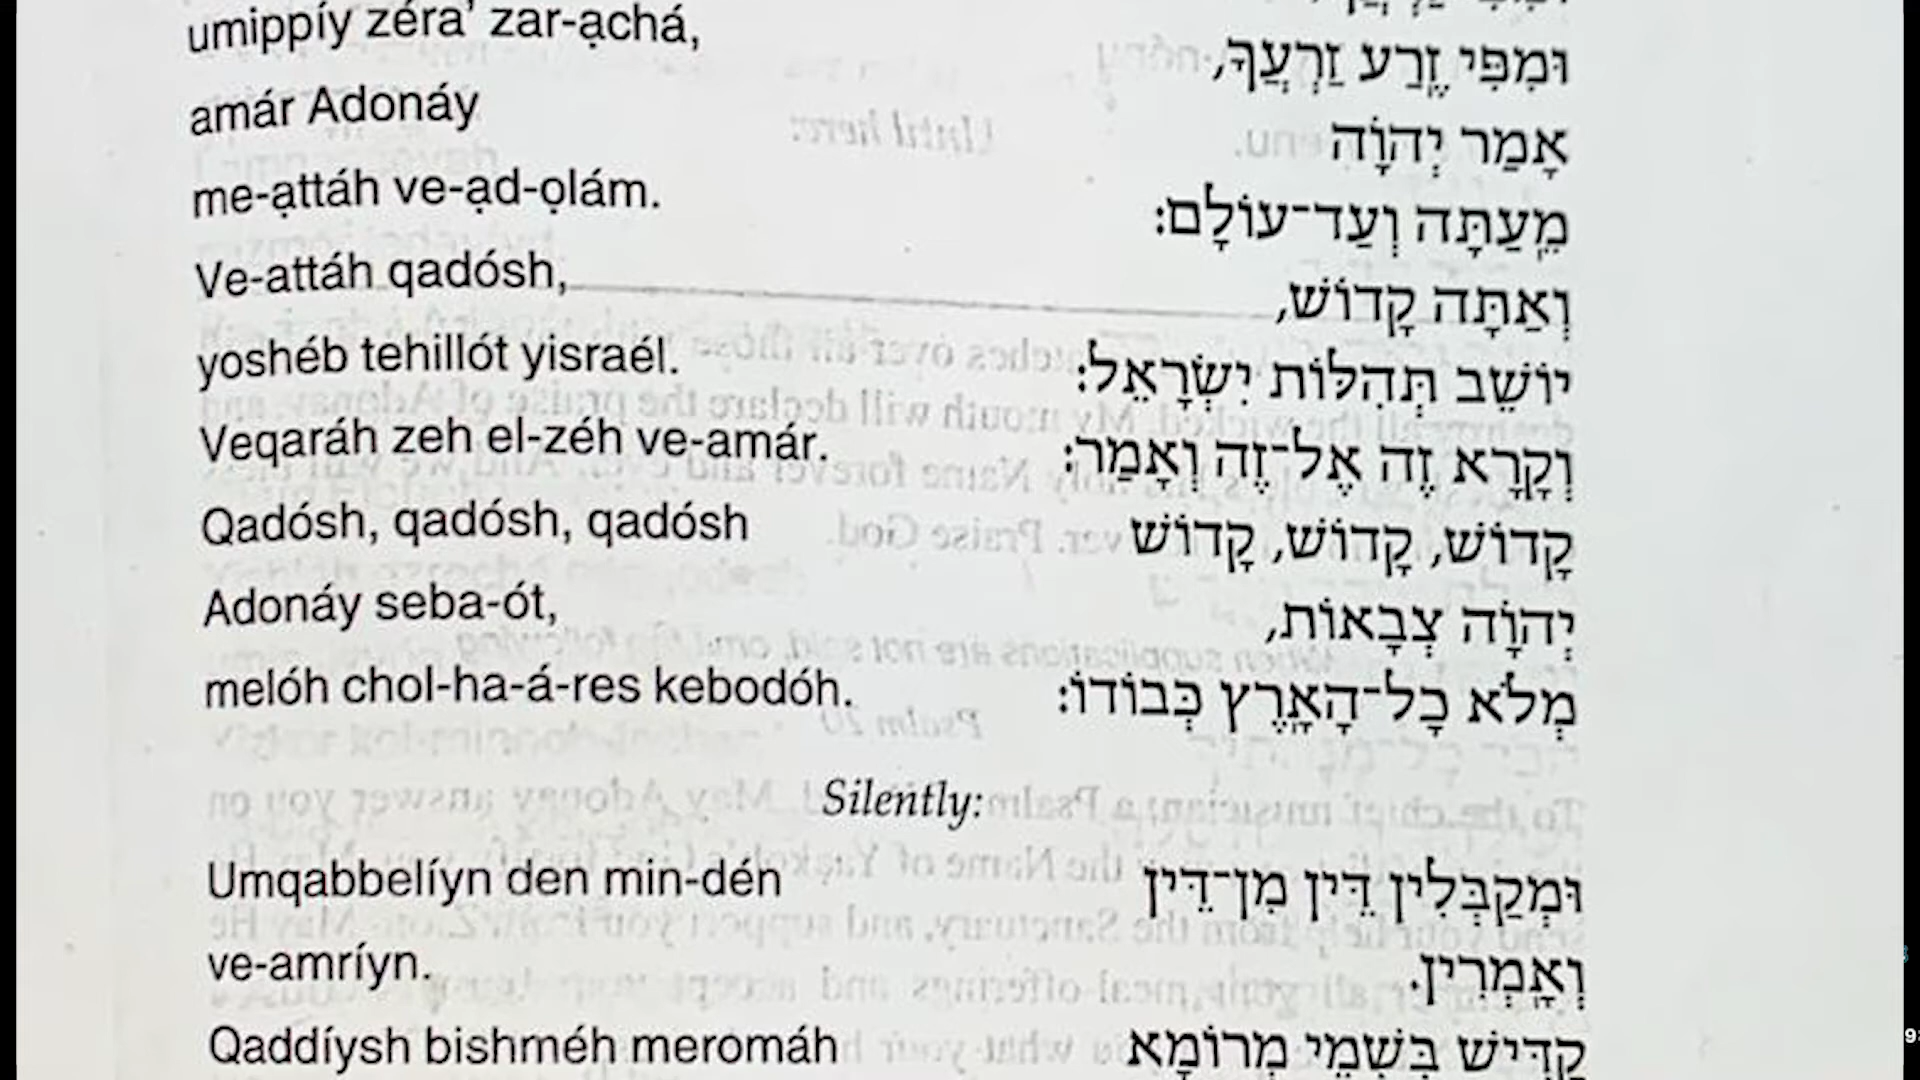 umippíy zéra' zar-ạchá,
וּמִפִּי זֶֽרַע זַרְעֲךָ,
amár Adonáy
אָמַר יְהוָֹה
me-ạttáh ve-ạd-ọlám.
מֵֽעַתָּה וְעַד־עוֹלָם:
Ve-attáh qadósh,
וְאַתָּה קָדוֹשׁ,
yoshéb tehillót yisraél.
יוֹשֵׁב תְּהִלּוֹת יִשְׂרָאֵל:
Veqaráh zeh el-zéh ve-amár.
וְקָרָא זֶה אֶל־זֶה וְאָמַר:
Qadósh, qadósh, qadósh
קָדוֹשׁ, קָדוֹשׁ, קָדוֹשׁ
Adonáy seba-ót,
יְהוָֹה צְבָאוֹת,
melóh chol-ha-á-res kebodóh.
מְלֹא כָל־הָאָֽרֶץ כְּבוֹדוֹ:
Silently:
Umqabbelíyn den min-dén
וּמְקַבְּלִין דֵּין מִן־דֵּין
ve-amríyn.
וְאָֽמְרִין.
Qaddíysh bishméh meromáh
קַדִּישׁ בִּשְׁמֵי מְרוֹמָא